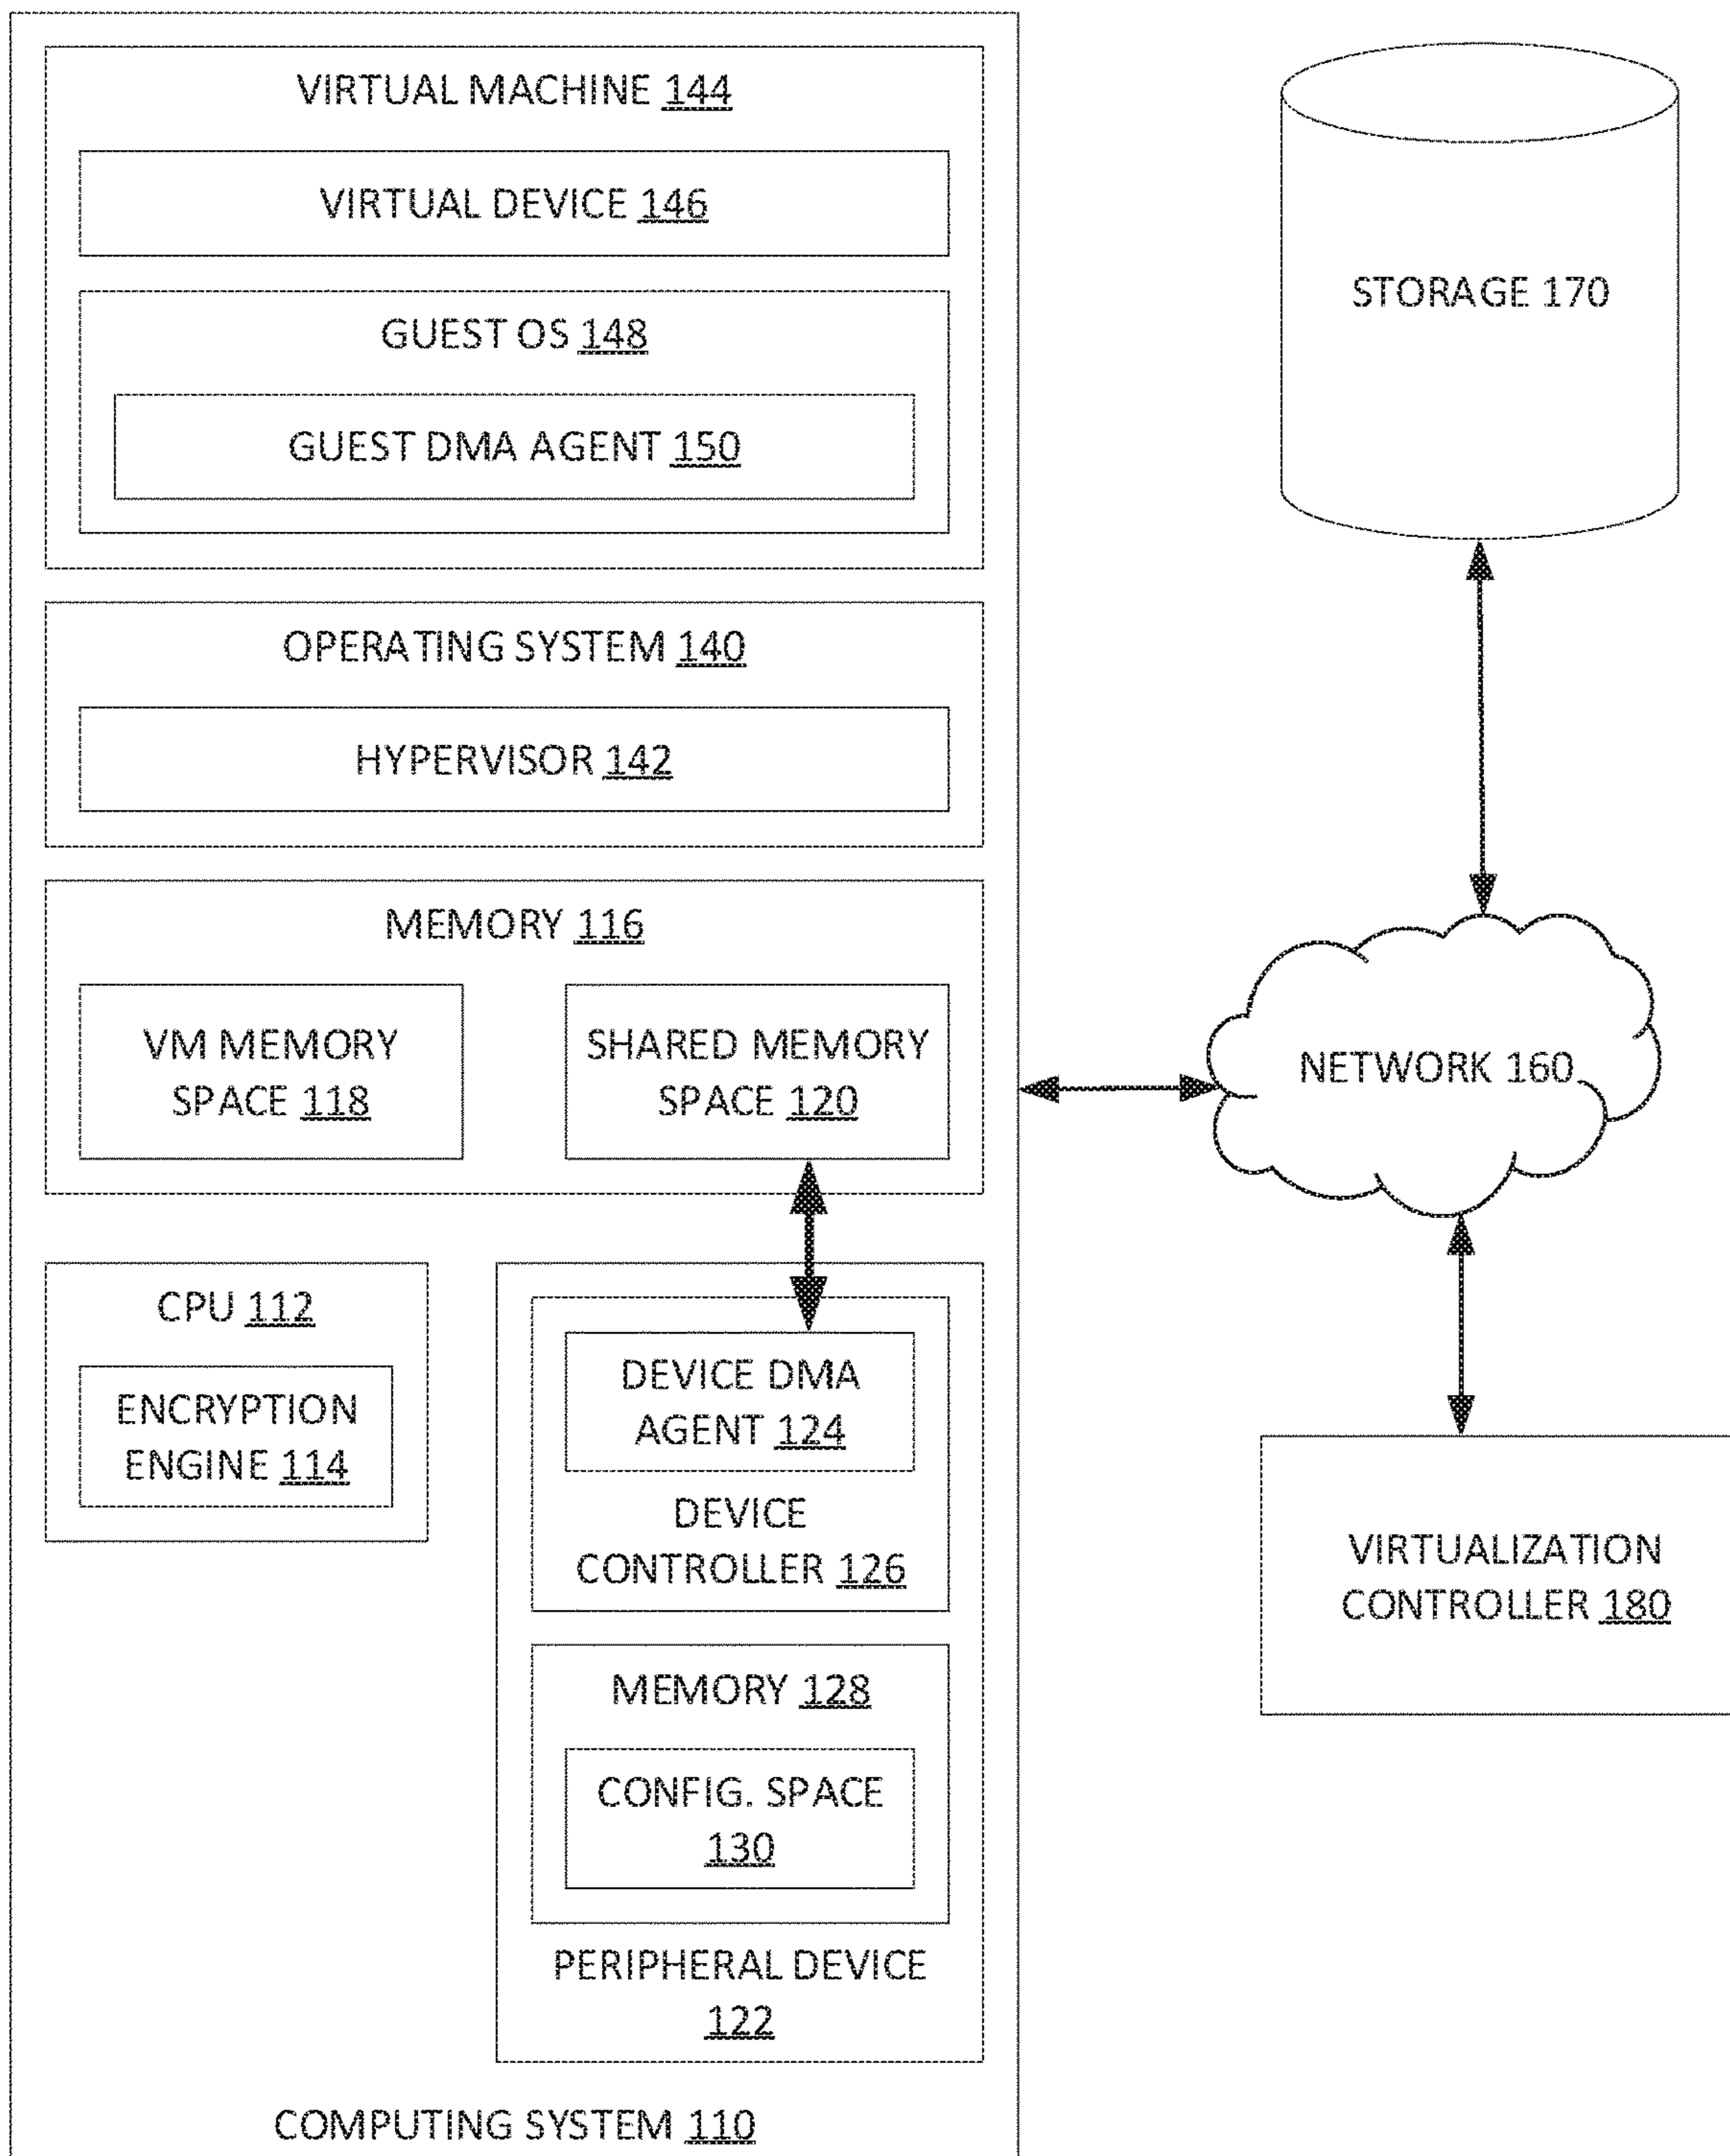 VIRTUAL MACHINE 144
VIRTUAL DEVICE 146
GUEST OS 148
GUEST DMA AGENT 150
OPERATING SYSTEM 140
HYPERVISOR 142
MEMORY 116
VM MEMORY
SPACE 118
SHARED MEMORY
SPACE 120
CPU 112
ENCRYPTION
ENGINE 114
DEVICE DMA
AGENT 124
DEVICE
CONTROLLER 126
MEMORY 128
CONFIG. SPACE
130
PERIPHERAL DEVICE
122
COMPUTING SYSTEM 110
STORAGE 170
NETWORK 160
VIRTUALIZATION
CONTROLLER 180